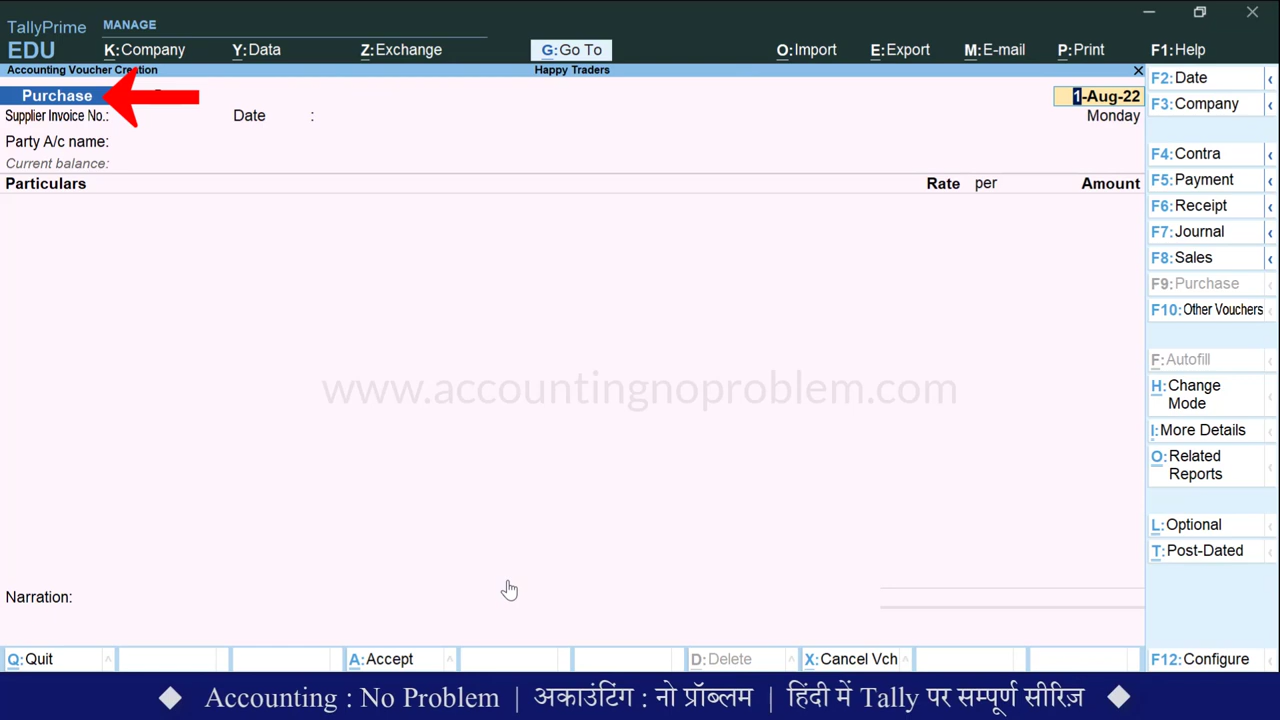 TallyPrime
EDU
MANAGE
K:Company
Y:Data
Z:Exchange
G:Go To
O:Import
E:Export
M:E-mail
P:Print
F1:Help
Accounting Voucher Creation
Happy Traders
Purchase
1-Aug-22
Supplier Invoice No.:
Date :
Monday
Party A/c name:
Current balance:
Particulars
Rate per
Amount
www.accountingnoproblem.com
Narration:
F2:Date
F3:Company
F4:Contra
F5:Payment
F6:Receipt
F7:Journal
F8:Sales
F9:Purchase
F10:Other Vouchers
F:Autofill
H:Change
Mode
I:More Details
O:Related
Reports
L:Optional
T:Post-Dated
Q:Quit
A:Accept
D:Delete
X:Cancel Vch
F12:Configure
Accounting : No Problem | अकाउंटिंग : नो प्रॉब्लम | हिंदी में Tally पर सम्पूर्ण सीरिज़